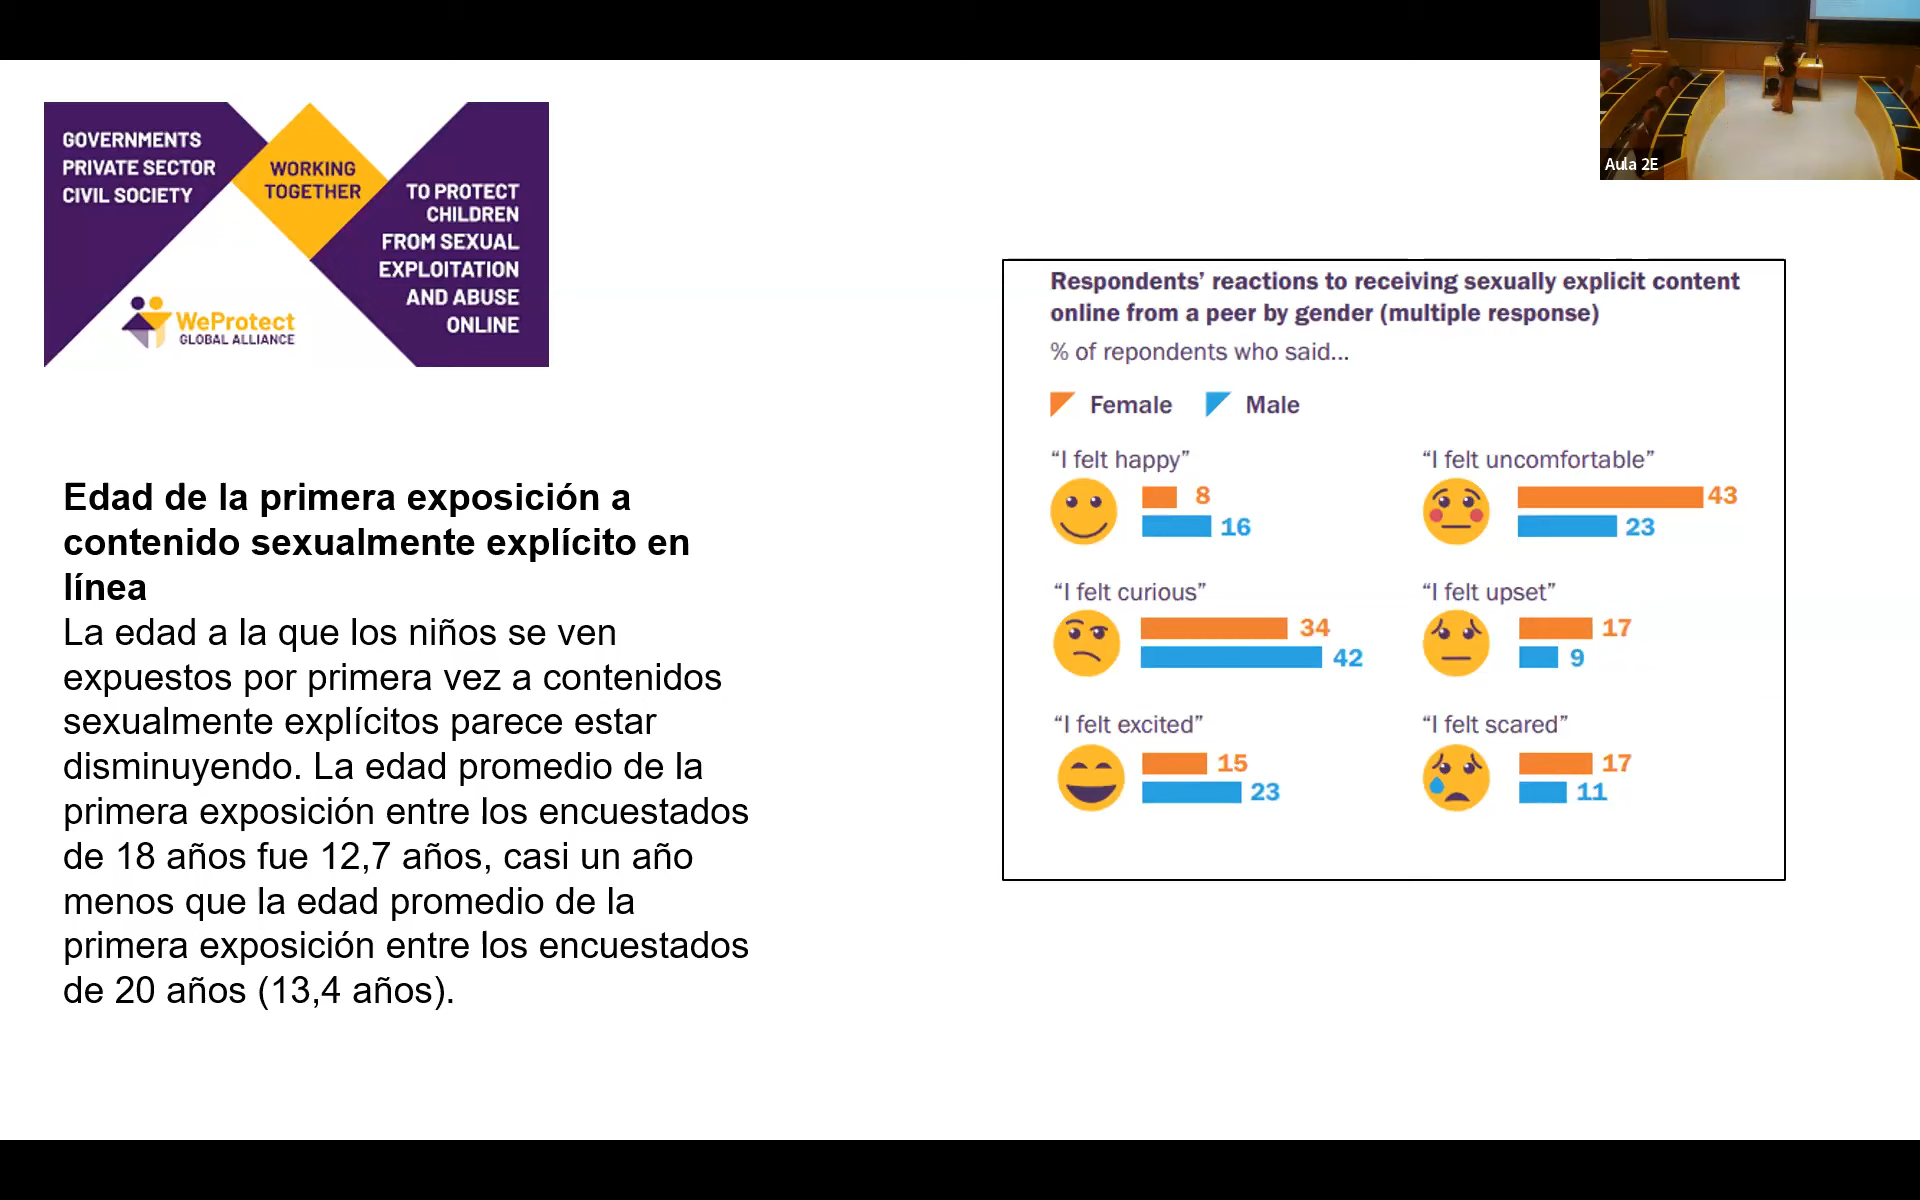 GOVERNMENTS
PRIVATE SECTOR
CIVIL SOCIETY
WORKING
TOGETHER
TO PROTECT
CHILDREN
FROM SEXUAL
EXPLOITATION
AND ABUSE
ONLINE
WeProtect
GLOBAL ALLIANCE
Aula 2E
Edad de la primera exposición a
contenido sexualmente explícito en
línea
La edad a la que los niños se ven
expuestos por primera vez a contenidos
sexualmente explícitos parece estar
disminuyendo. La edad promedio de la
primera exposición entre los encuestados
de 18 años fue 12,7 años, casi un año
menos que la edad promedio de la
primera exposición entre los encuestados
de 20 años (13,4 años).
Respondents’ reactions to receiving sexually explicit content
online from a peer by gender (multiple response)
% of repondents who said...
Female Male
“I felt happy”
8
16
“I felt uncomfortable”
43
23
“I felt curious”
34
42
“I felt upset”
17
9
“I felt excited”
15
23
“I felt scared”
17
11